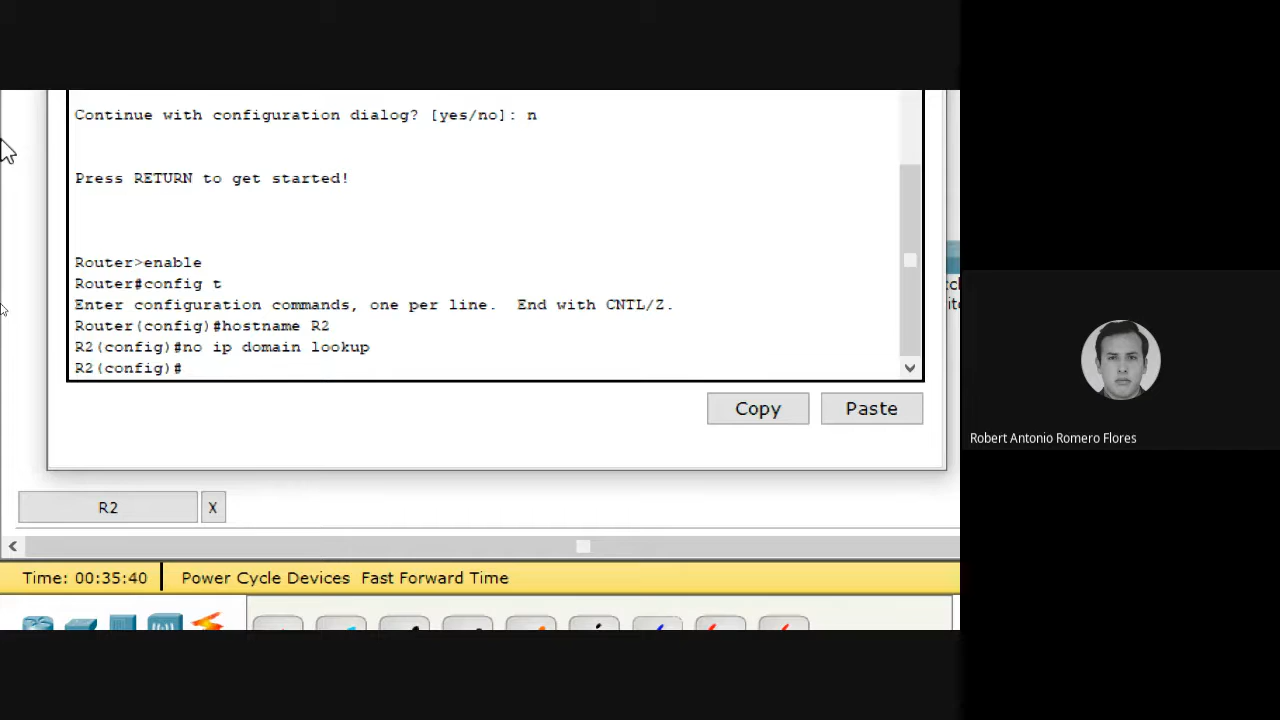 Continue with configuration dialog? [yes/no]: n
Press RETURN to get started!
Router>enable
Router#config t
Enter configuration commands, one per line.  End with CNTL/Z.
Router(config)#hostname R2
R2(config)#no ip domain lookup
R2(config)#
Copy
Paste
Robert Antonio Romero Flores
R2
X
Time: 00:35:40
Power Cycle Devices
Fast Forward Time